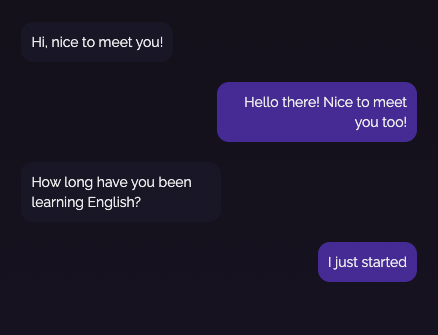 Hi, nice to meet you!
Hello there! Nice to meet
you too!
How long have you been
learning English?
I just started